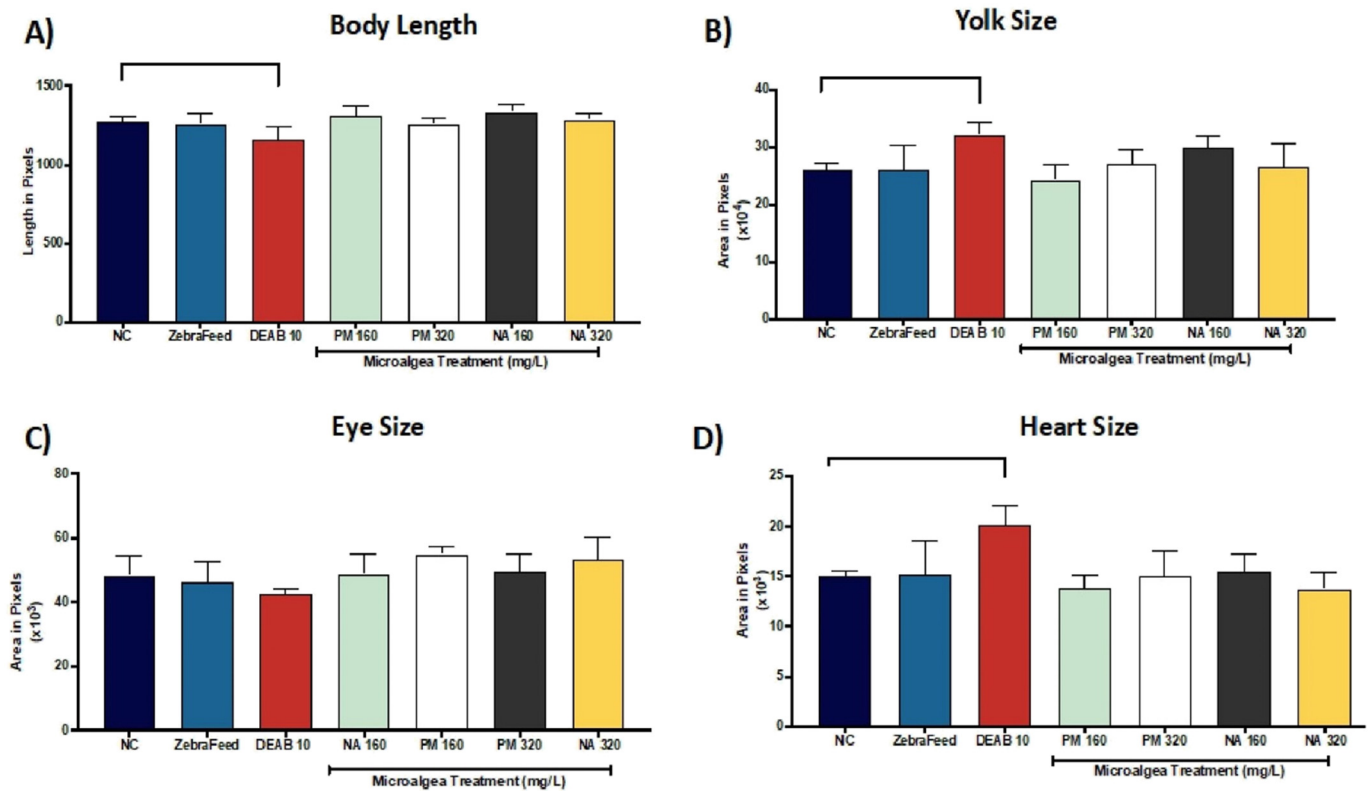 A)
Body Length
Length in Pixels
1500
1000
500
0
NC ZebraFeed DEAB 10 PM 160 PM 320 NA 160 NA 320
Microalgea Treatment (mg/L)
B)
Yolk Size
Area in Pixels
(x10⁴)
40
30
20
10
0
NC ZebraFeed DEAB 10 PM 160 PM 320 NA 160 NA 320
Microalgea Treatment (mg/L)
C)
Eye Size
Area in Pixels
(x10³)
80
60
40
20
0
NC ZebraFeed DEAB 10 NA 160 PM 160 PM 320 NA 320
Microalgea Treatment (mg/L)
D)
Heart Size
Area in Pixels
(x10³)
25
20
15
10
5
0
NC ZebraFeed DEAB 10 PM 160 PM 320 NA 160 NA 320
Microalgea Treatment (mg/L)